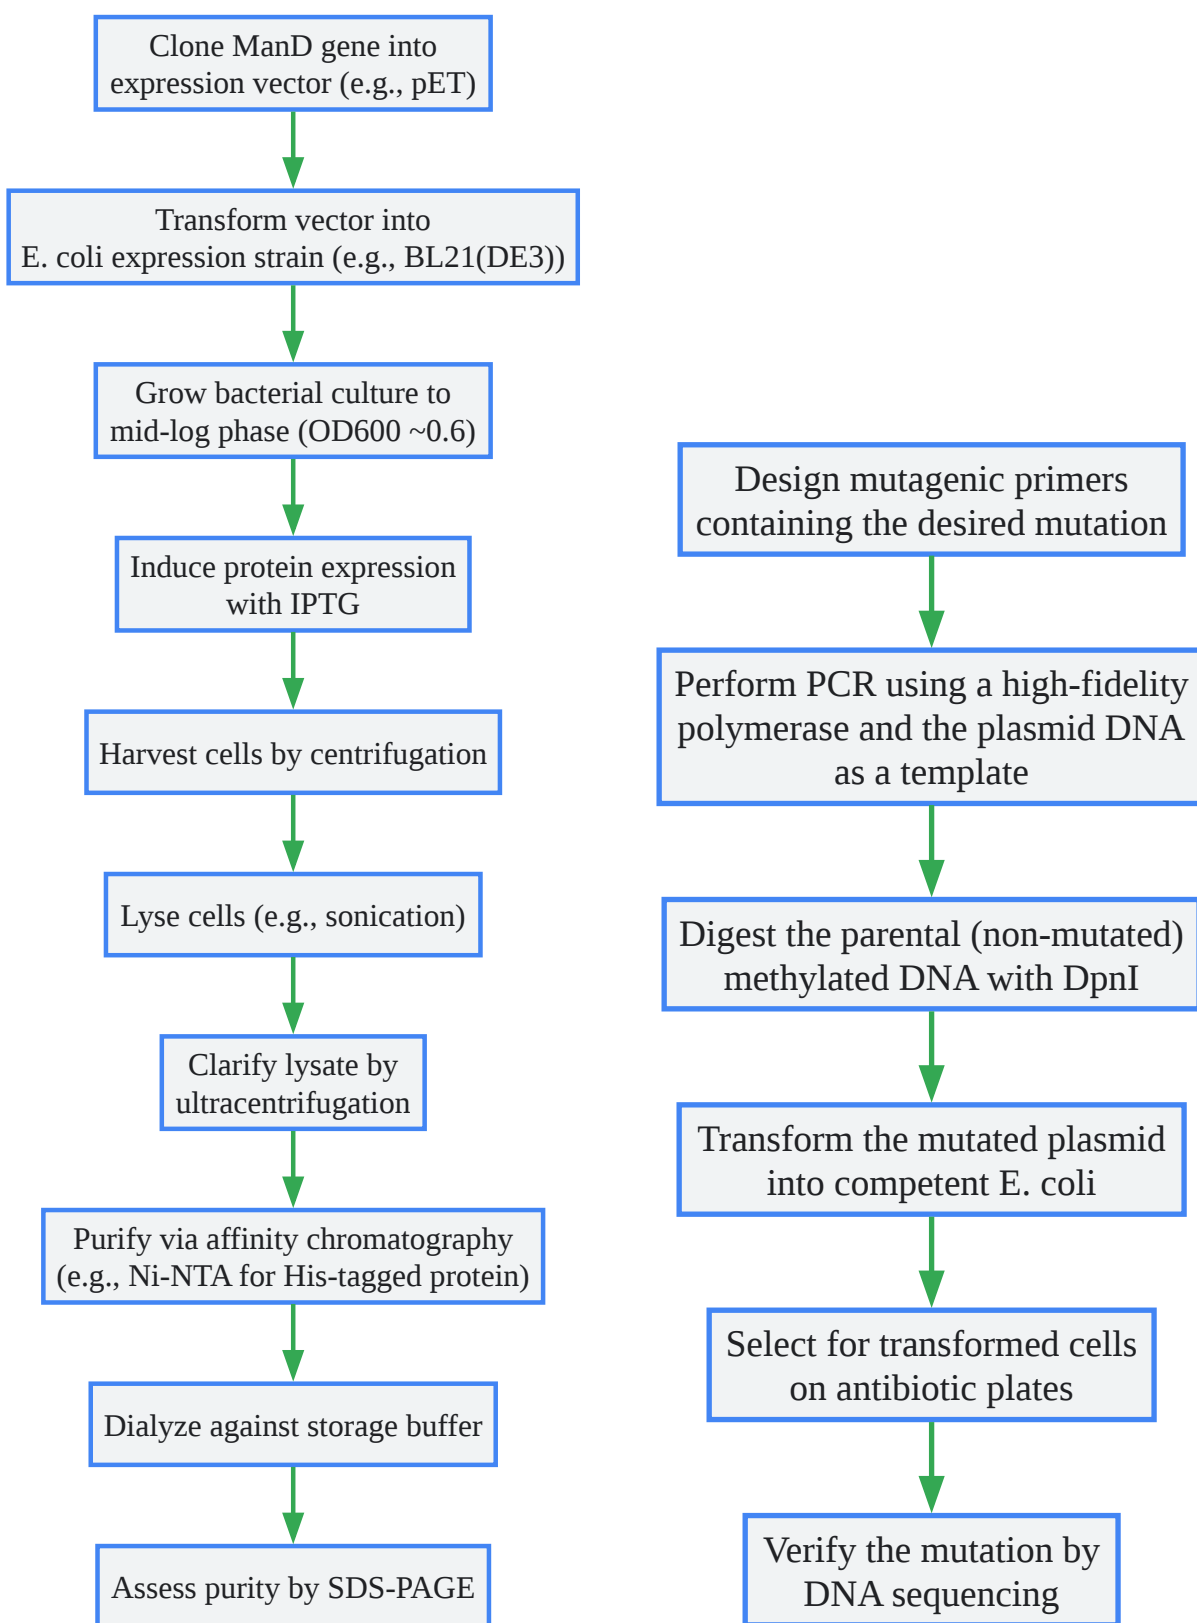 Clone ManD gene into
expression vector (e.g., pET)
Transform vector into
E. coli expression strain (e.g., BL21(DE3))
Grow bacterial culture to
mid-log phase (OD600 ~0.6)
Induce protein expression
with IPTG
Harvest cells by centrifugation
Lyse cells (e.g., sonication)
Clarify lysate by
ultracentrifugation
Purify via affinity chromatography
(e.g., Ni-NTA for His-tagged protein)
Dialyze against storage buffer
Assess purity by SDS-PAGE
Design mutagenic primers
containing the desired mutation
Perform PCR using a high-fidelity
polymerase and the plasmid DNA
as a template
Digest the parental (non-mutated)
methylated DNA with DpnI
Transform the mutated plasmid
into competent E. coli
Select for transformed cells
on antibiotic plates
Verify the mutation by
DNA sequencing